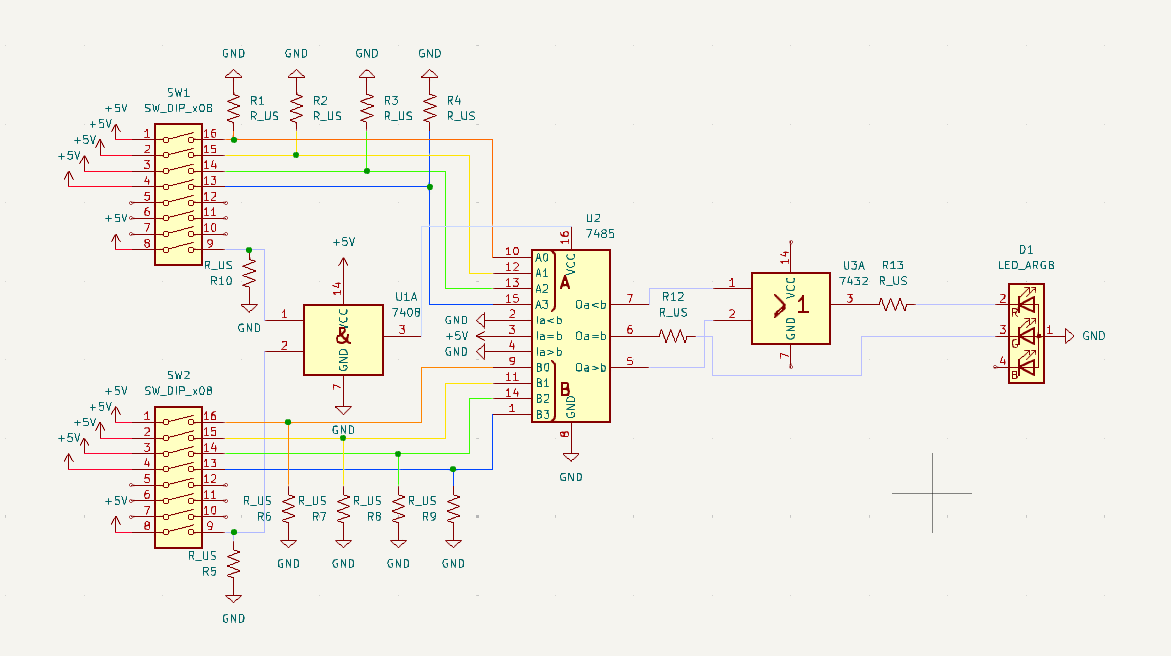 GND GND GND GND
SW1
SW_DIP_x08
R1 R_US
R2 R_US
R3 R_US
R4 R_US
+5V
+5V
+5V
+5V
1 16
2 15
3 14
4 13
5 12
6 11
7 10
8 9
+5V
R_US
R10
GND
+5V
14
VCC
U1A
7408
1
2
&
3
GND
7
GND
U2
7485
16
VCC
10 A0
12 A1
13 A2
15 A3
A
GND 2 Ia<b
+5V 3 Ia=b
GND 4 Ia>b
9 B0
11 B1
14 B2
1 B3
B
Oa<b 7
Oa=b 6
Oa>b 5
GND
8
GND
R12
R_US
14
VCC
U3A
7432
1
2
1
3
GND
7
R13
R_US
D1
LED_ARGB
2 R
3 G
4 B
1 GND
SW2
SW_DIP_x08
+5V
+5V
+5V
+5V
1 16
2 15
3 14
4 13
5 12
6 11
7 10
8 9
+5V
R_US
R6
R_US
R7
R_US
R8
R_US
R9
GND GND GND GND
R_US
R5
GND